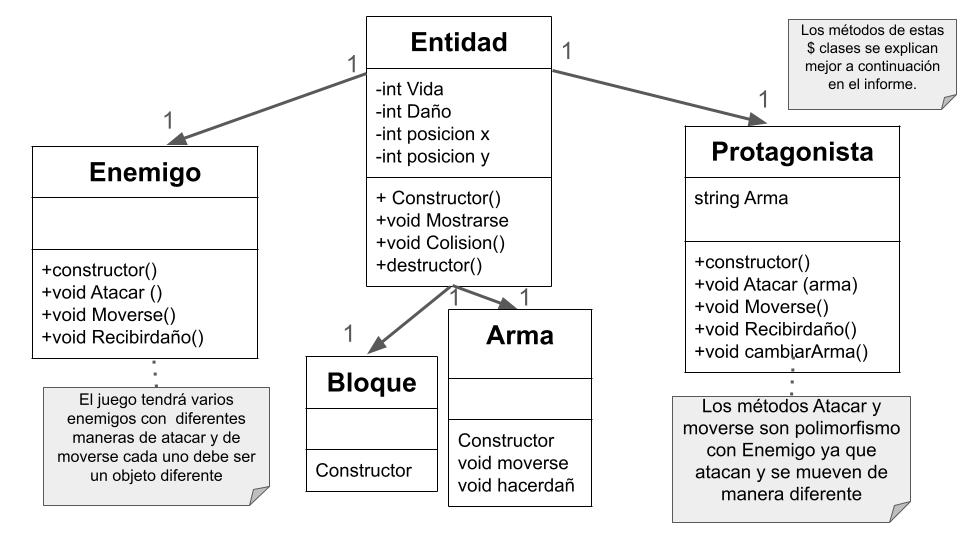 Entidad
-int Vida
-int Daño
-int posicion x
-int posicion y
+ Constructor()
+void Mostrarse
+void Colision()
+destructor()
1
1
1
1
Los métodos de estas
$ clases se explican
mejor a continuación
en el informe.
Enemigo
+constructor()
+void Atacar ()
+void Moverse()
+void Recibirdaño()
El juego tendrá varios
enemigos con diferentes
maneras de atacar y de
moverse cada uno debe ser
un objeto diferente
1
1
1
Bloque
Constructor
Arma
Constructor
void moverse
void hacerdañ
Protagonista
string Arma
+constructor()
+void Atacar (arma)
+void Moverse()
+void Recibirdaño()
+void cambiarArma()
Los métodos Atacar y
moverse son polimorfismo
con Enemigo ya que
atacan y se mueven de
manera diferente